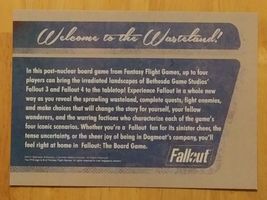 Welcome to the Wasteland!
In this post-nuclear board game from Fantasy Flight Games, up to four
players can bring the irradiated landscapes of Bethesda Game Studios'
Fallout 3 and Fallout 4 to the tabletop! Experience Fallout in a whole new
way as you reveal the sprawling wasteland, complete quests, fight enemies,
and make choices that will change the story for yourself, your fellow
wanderers, and the warring factions who characterize each of the game's
four iconic scenarios. Whether you're a Fallout fan for its sinister cheer, the
tense uncertainty, or the sheer joy of being in Dogmeat's company, you'll
feel right at home in Fallout: The Board Game.
Fallout